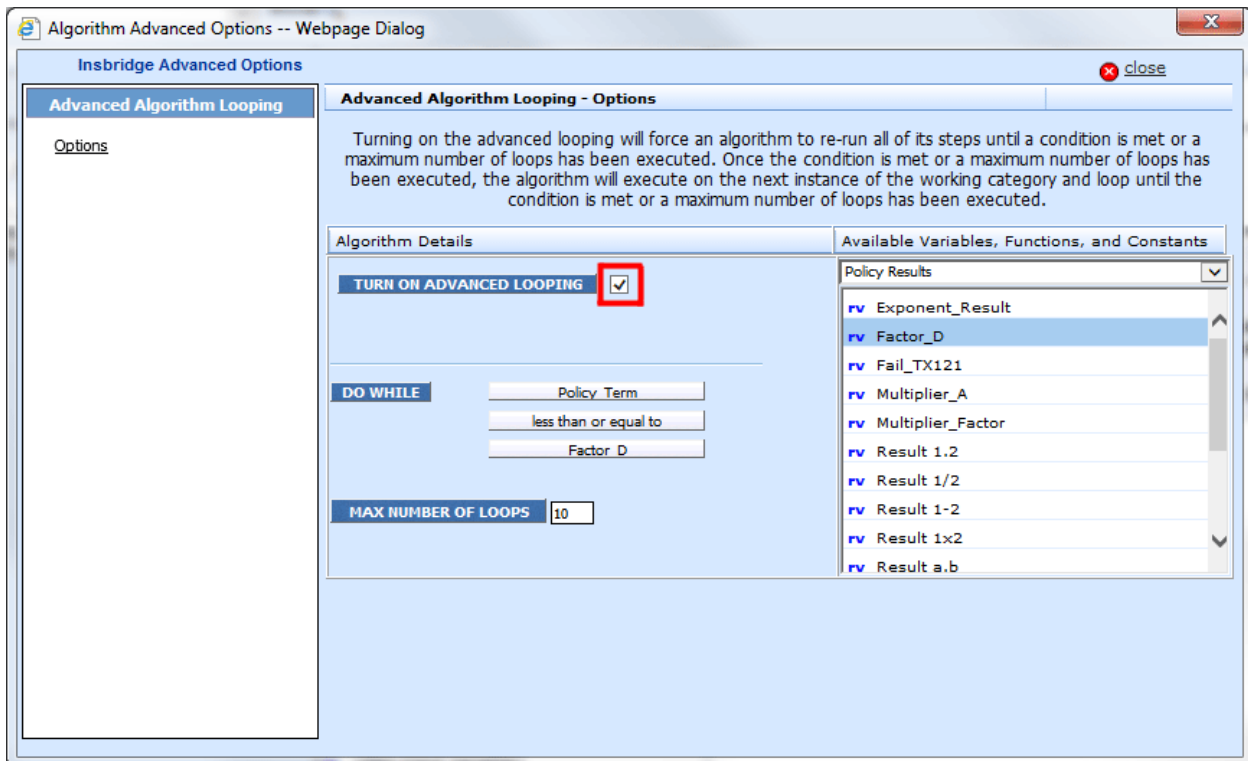 Algorithm Advanced Options -- Webpage Dialog
x
Insbridge Advanced Options
close
Advanced Algorithm Looping
Options
Advanced Algorithm Looping - Options
Turning on the advanced looping will force an algorithm to re-run all of its steps until a condition is met or a
maximum number of loops has been executed. Once the condition is met or a maximum number of loops has
been executed, the algorithm will execute on the next instance of the working category and loop until the
condition is met or a maximum number of loops has been executed.
Algorithm Details
Available Variables, Functions, and Constants
TURN ON ADVANCED LOOPING
DO WHILE
Policy_Term
less than or equal to
Factor_D
MAX NUMBER OF LOOPS 10
Policy Results
rv Exponent_Result
rv Factor_D
rv Fail_TX121
rv Multiplier_A
rv Multiplier_Factor
rv Result 1.2
rv Result 1/2
rv Result 1-2
rv Result 1x2
rv Result a.b